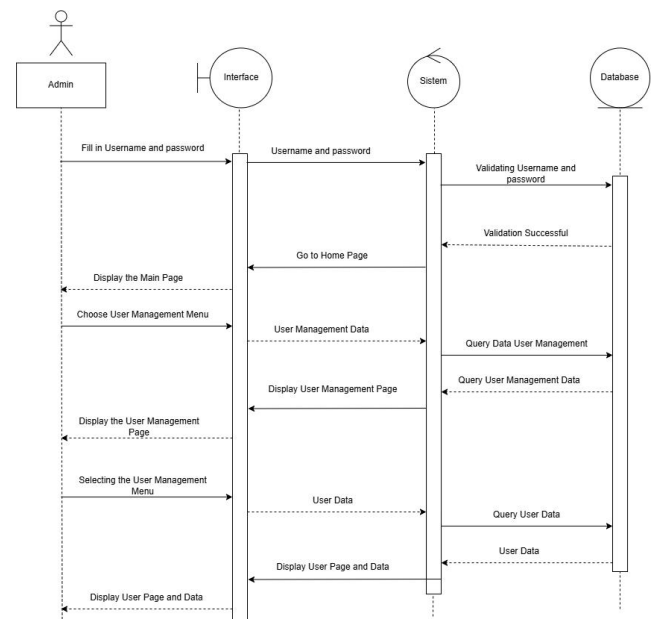 Admin
Interface
Sistem
Database
Fill in Username and password
Username and password
Validating Username and
password
Validation Successful
Go to Home Page
Display the Main Page
Choose User Management Menu
User Management Data
Query Data User Management
Query User Management Data
Display User Management Page
Display the User Management
Page
Selecting the User Management
Menu
User Data
Query User Data
User Data
Display User Page and Data
Display User Page and Data